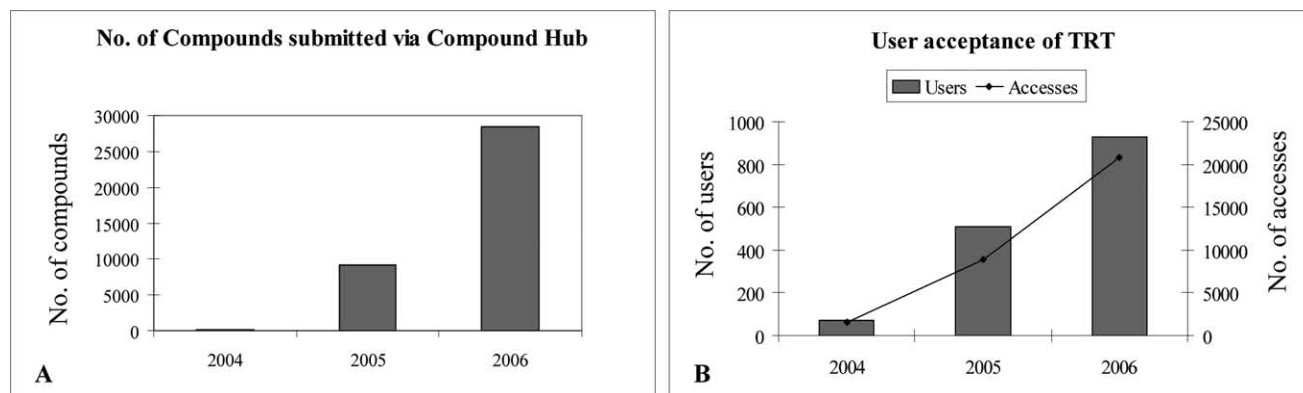 No. of Compounds submitted via Compound Hub
No. of compounds
30000
25000
20000
15000
10000
5000
0
2004 2005 2006
A
User acceptance of TRT
Users Accesses
No. of users
1000
800
600
400
200
0
25000
20000
15000
10000
5000
0
No. of accesses
2004 2005 2006
B